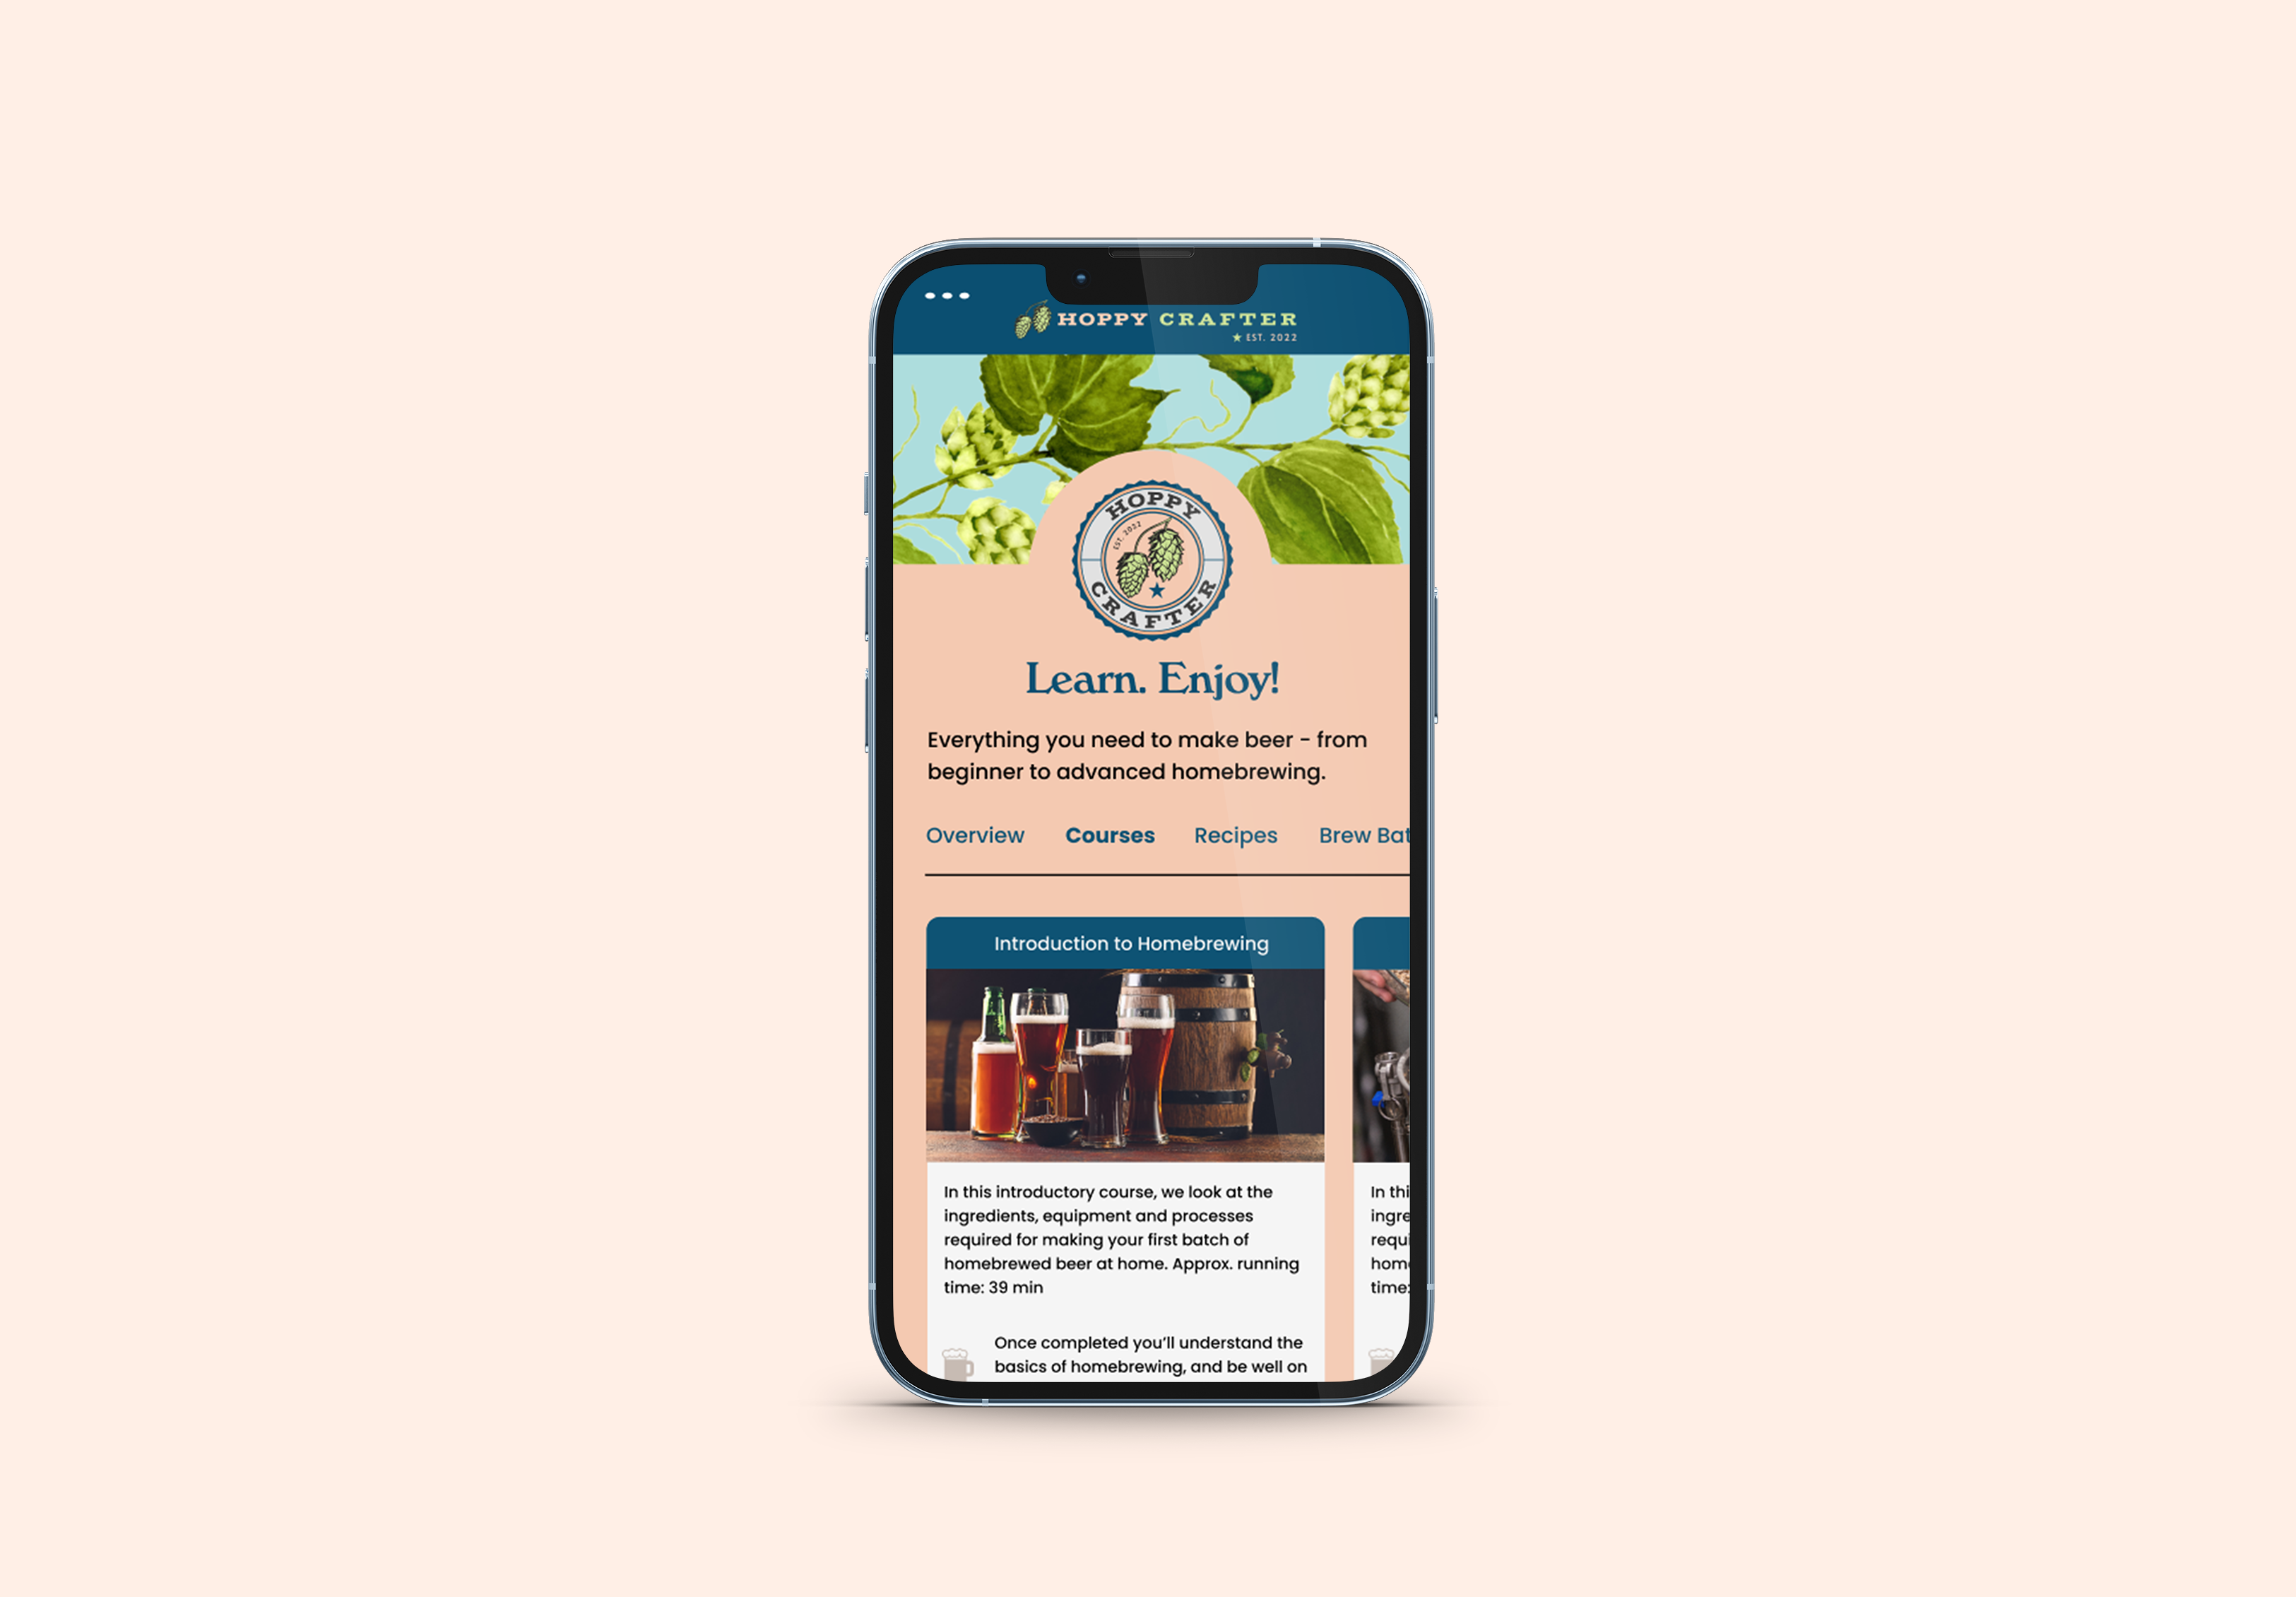 HOPPY CRAFTER
★ EST. 2022
HOPPY
EST. 2022
CRAFTER
Learn. Enjoy!
Everything you need to make beer - from
beginner to advanced homebrewing.
Overview Courses Recipes Brew Bat
Introduction to Homebrewing
In this introductory course, we look at the
ingredients, equipment and processes
required for making your first batch of
homebrewed beer at home. Approx. running
time: 39 min
Once completed you’ll understand the
basics of homebrewing, and be well on
In thi
ingre
requi
hom
time: